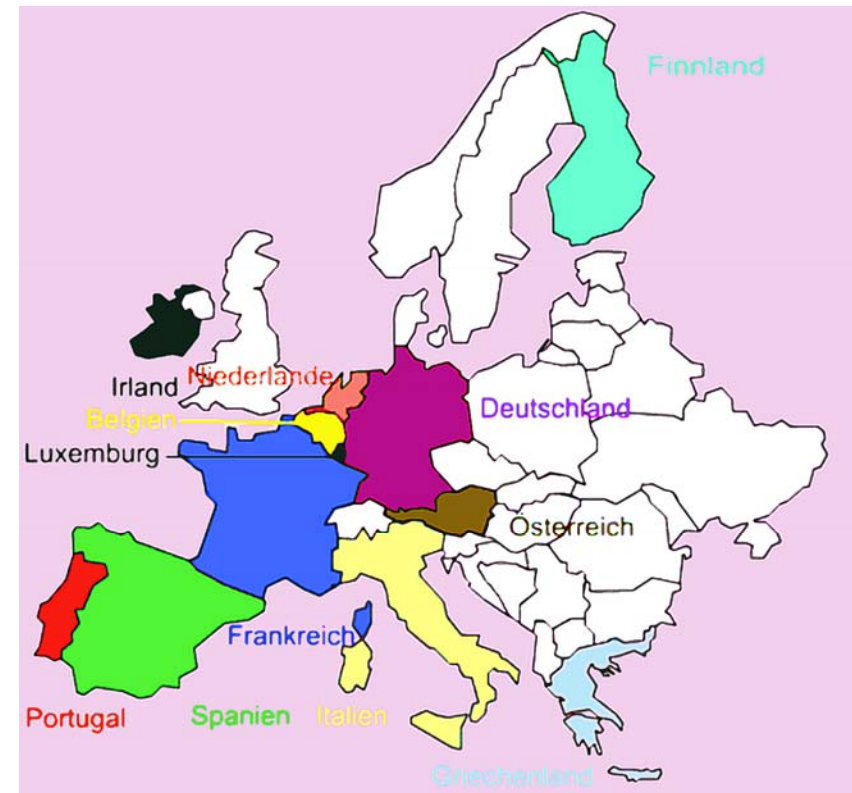 Finnland
Irland
Niederlande
Belgien
Deutschland
Luxemburg
Österreich
Frankreich
Portugal
Spanien
Italien
Griechenland